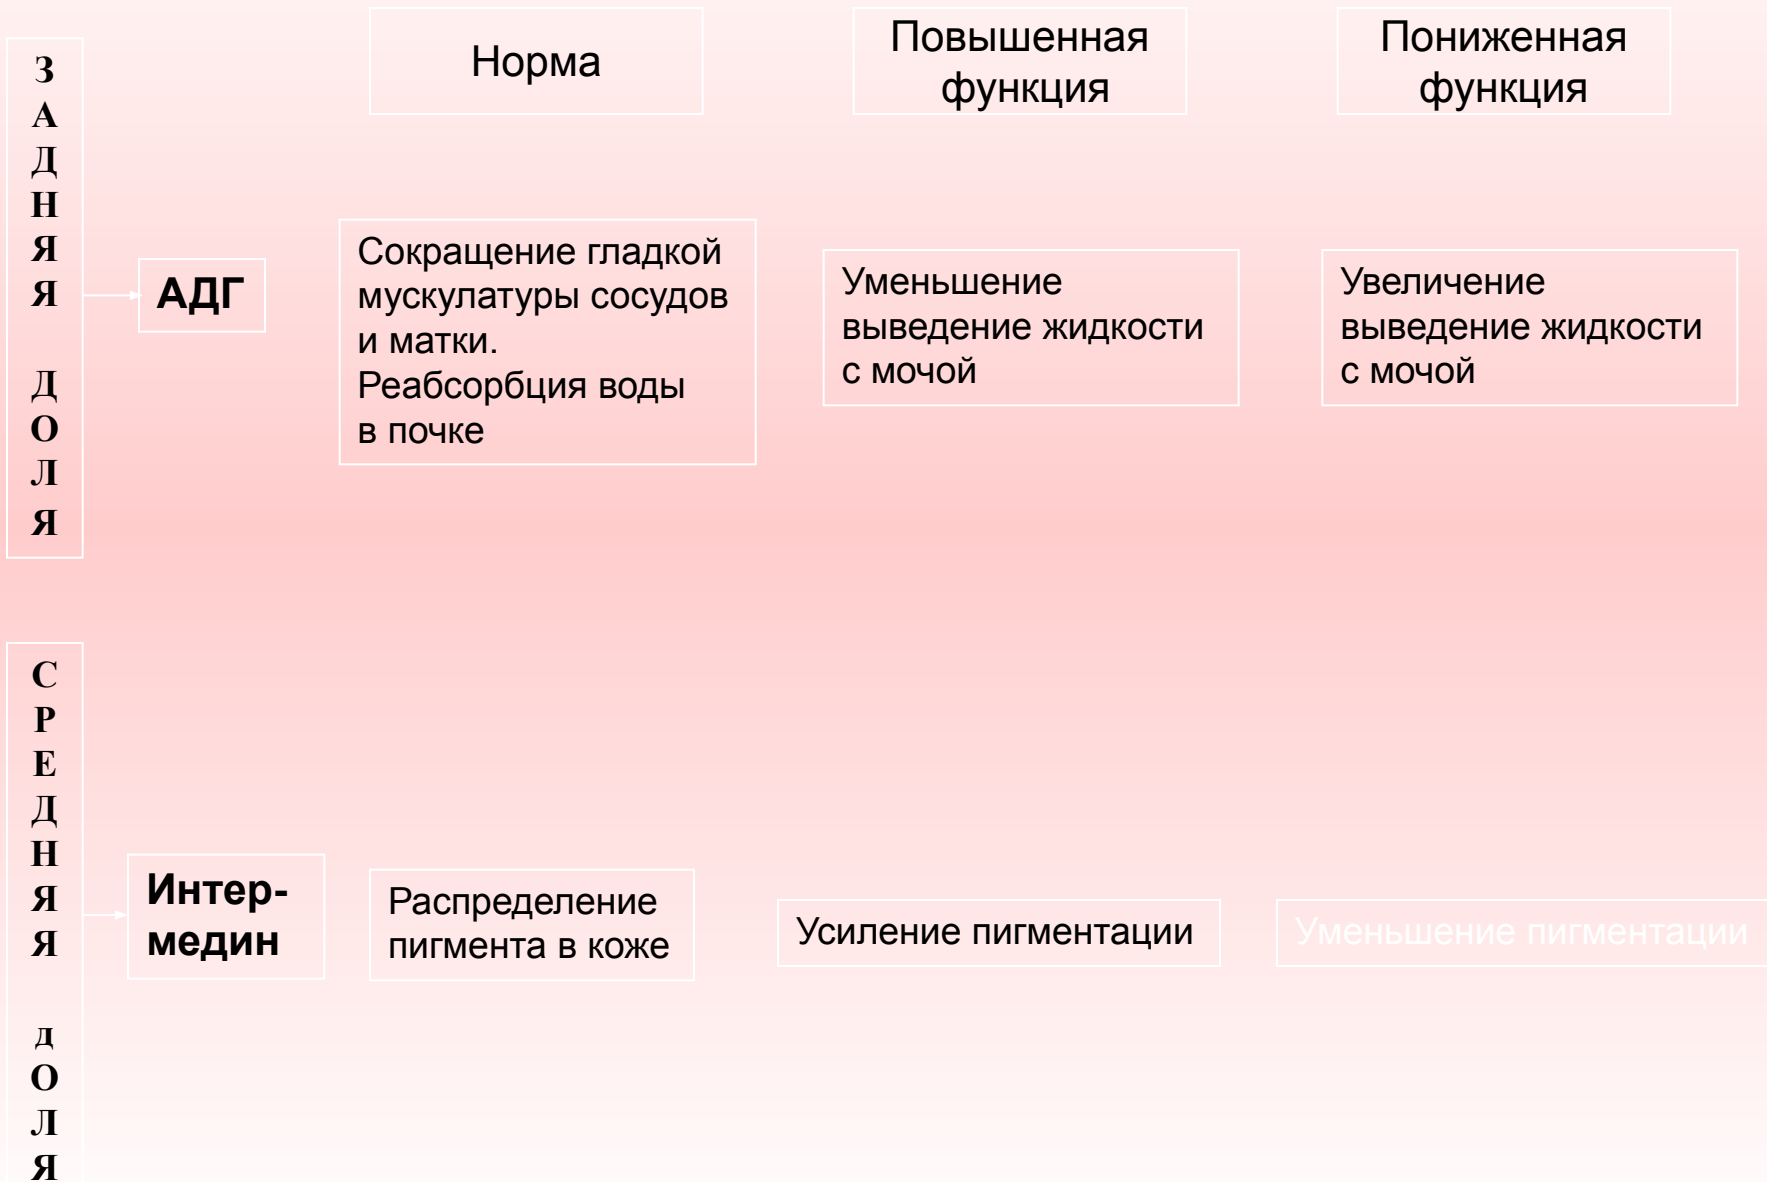 Норма
Повышенная
функция
Пониженная
функция
З
А
Д
Н
Я
Я
Д
О
Л
Я
АДГ
Сокращение гладкой
мускулатуры сосудов
и матки.
Реабсорбция воды
в почке
Уменьшение
выведение жидкости
с мочой
Увеличение
выведение жидкости
с мочой
С
Р
Е
Д
Н
Я
Я
д
О
Л
Я
Интер-
медин
Распределение
пигмента в коже
Усиление пигментации
Уменьшение пигментации